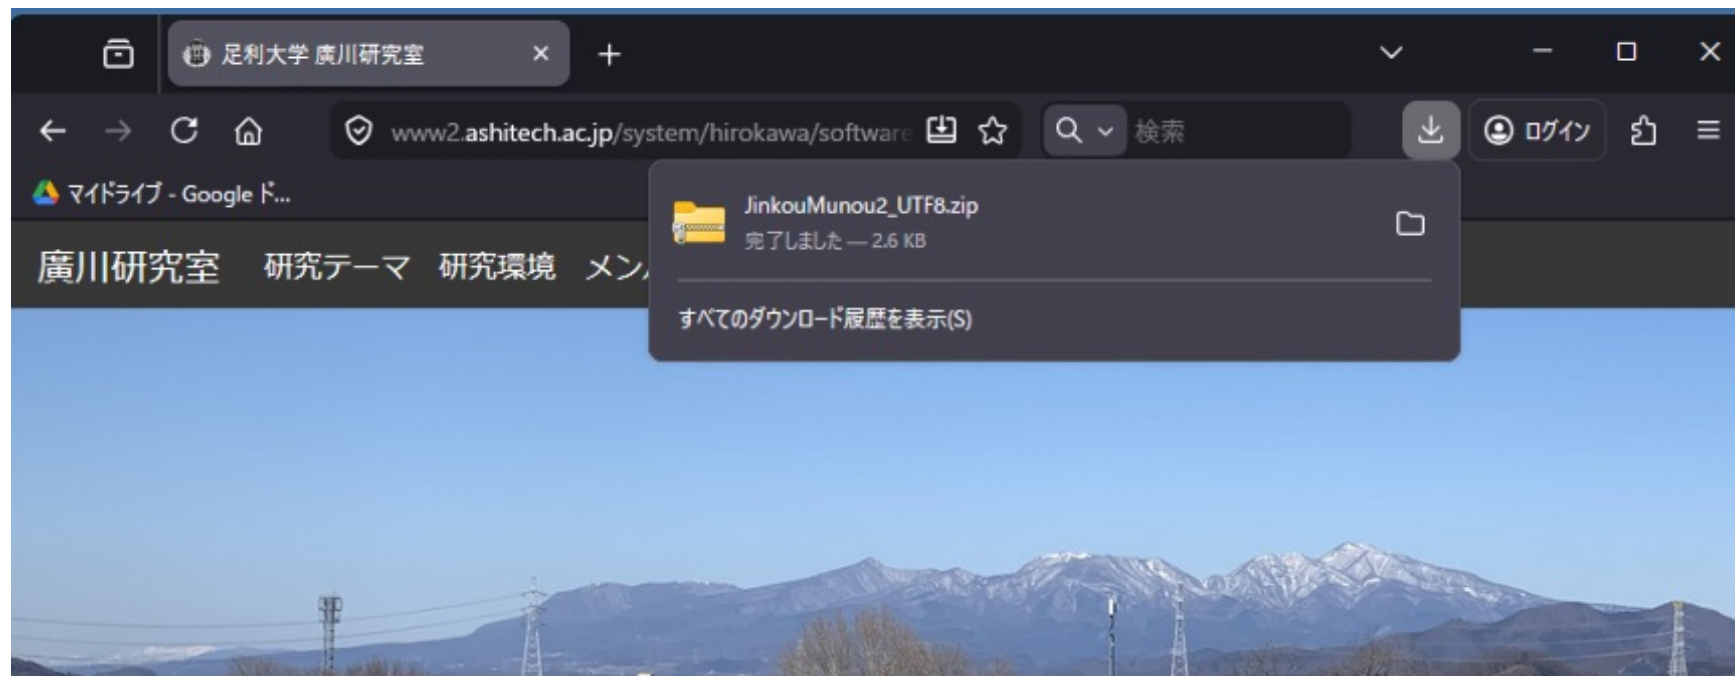 足利大学 廣川研究室
www2.ashitech.ac.jp/system/hirokawa/software
検索
ログイン
マイドライブ - Google ド...
JinkouMunou2_UTF8.zip
完了しました — 2.6 KB
すべてのダウンロード履歴を表示(S)
廣川研究室 研究テーマ 研究環境 メン